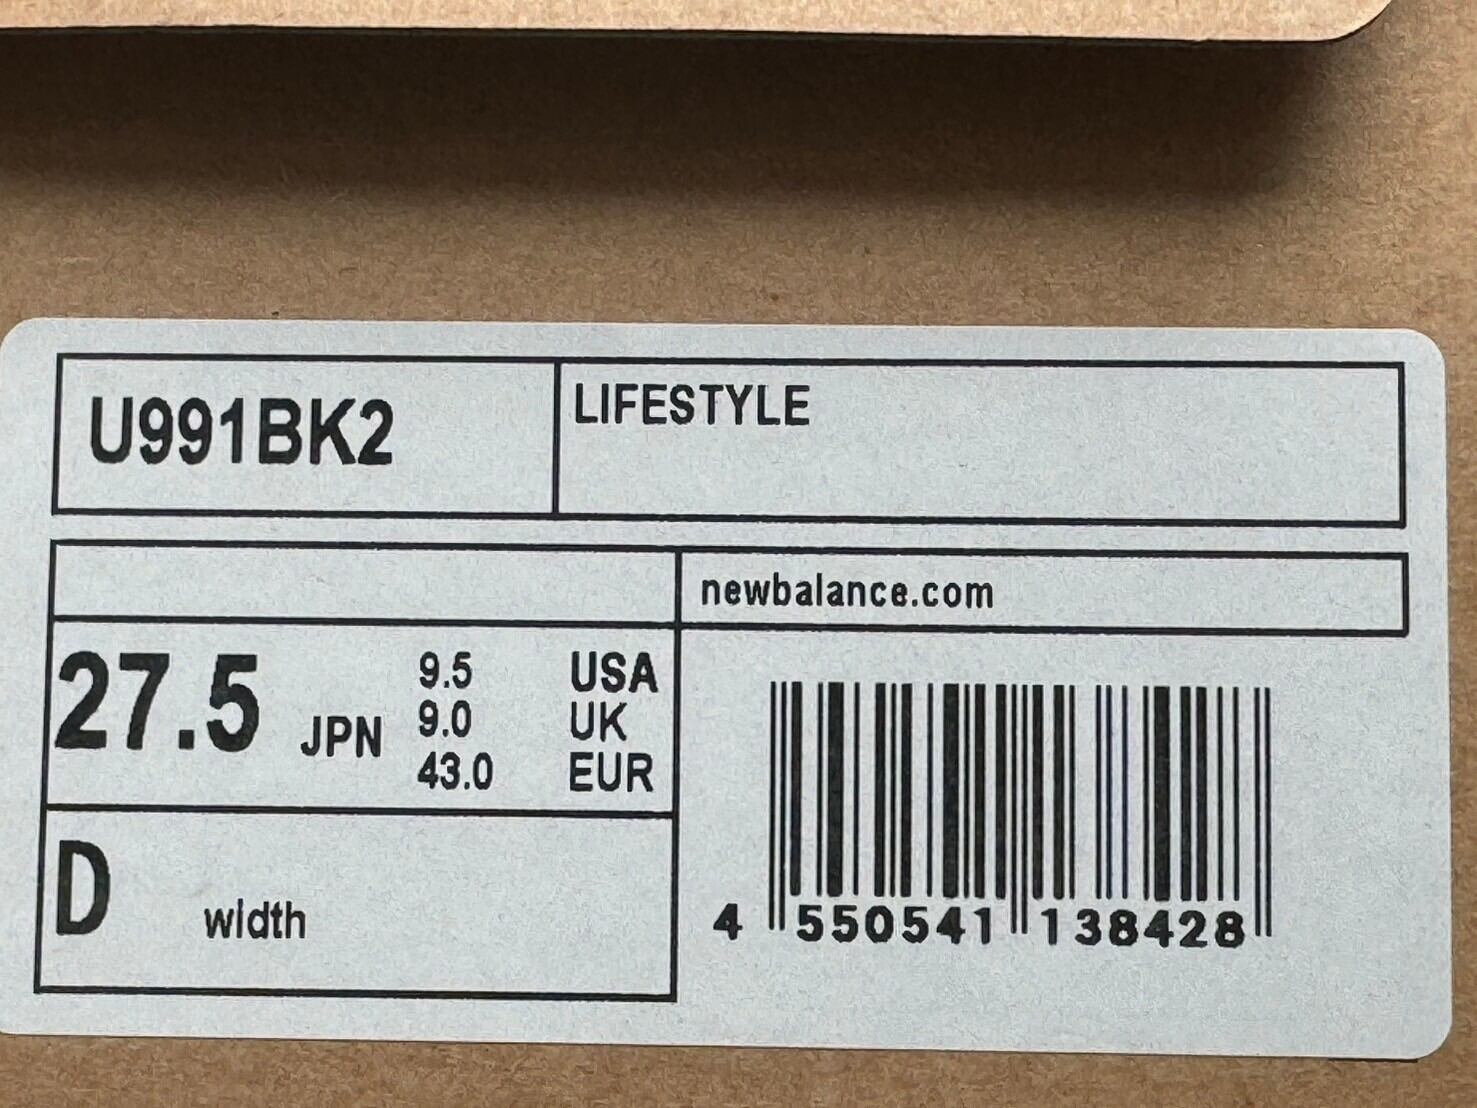 U991BK2
LIFESTYLE
newbalance.com
27.5 JPN
9.5 USA
9.0 UK
43.0 EUR
D width
4 550541 138428